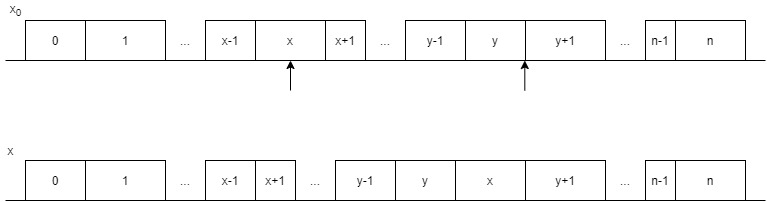 x₀
0 1 ... x-1 x x+1 ... y-1 y y+1 ... n-1 n
x
0 1 ... x-1 x+1 ... y-1 y x y+1 ... n-1 n